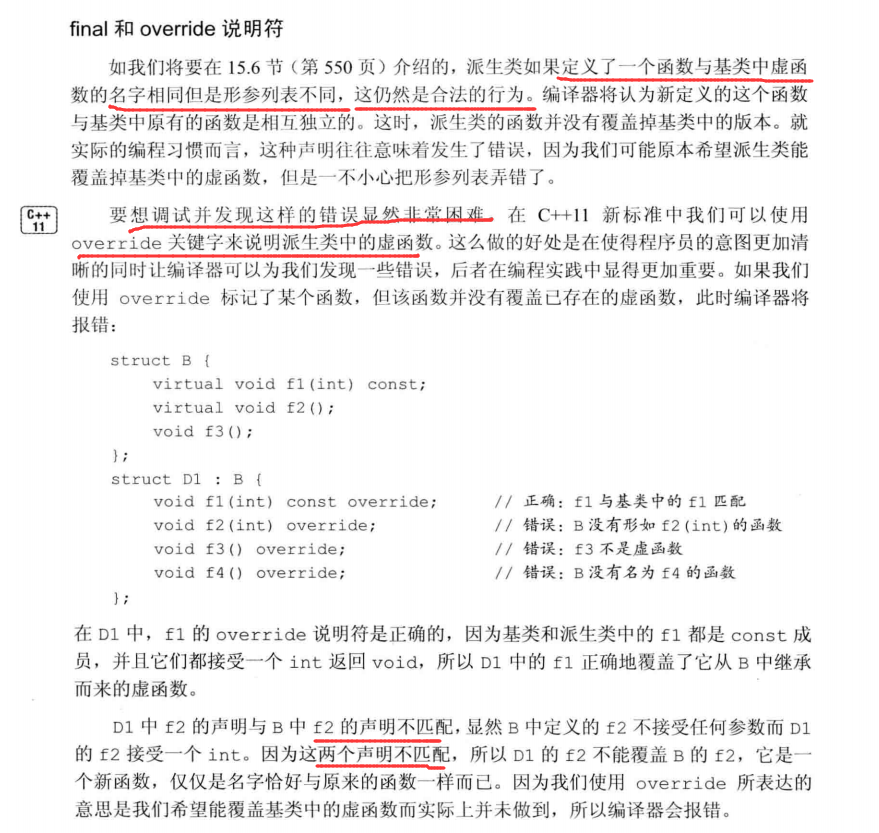 final 和 override 说明符
如我们将要在 15.6 节（第 550 页）介绍的，派生类如果定义了一个函数与基类中虚函
数的名字相同但是形参列表不同，这仍然是合法的行为。编译器将认为新定义的这个函数
与基类中原有的函数是相互独立的。这时，派生类的函数并没有覆盖掉基类中的版本。就
实际的编程习惯而言，这种声明往往意味着发生了错误，因为我们可能原本希望派生类能
覆盖掉基类中的虚函数，但是一不小心把形参列表弄错了。
C++
11
要想调试并发现这样的错误显然非常困难。在 C++11 新标准中我们可以使用
override 关键字来说明派生类中的虚函数。这么做的好处是在使得程序员的意图更加清
晰的同时让编译器可以为我们发现一些错误，后者在编程实践中显得更加重要。如果我们
使用 override 标记了某个函数，但该函数并没有覆盖已存在的虚函数，此时编译器将
报错：
struct B {
virtual void f1(int) const;
virtual void f2();
void f3();
};
struct D1 : B {
void f1(int) const override; // 正确：f1 与基类中的 f1 匹配
void f2(int) override; // 错误：B 没有形如 f2(int)的函数
void f3() override; // 错误：f3 不是虚函数
void f4() override; // 错误：B 没有名为 f4 的函数
};
在 D1 中，f1 的 override 说明符是正确的，因为基类和派生类中的 f1 都是 const 成
员，并且它们都接受一个 int 返回 void，所以 D1 中的 f1 正确地覆盖了它从 B 中继承
而来的虚函数。
D1 中 f2 的声明与 B 中 f2 的声明不匹配，显然 B 中定义的 f2 不接受任何参数而 D1
的 f2 接受一个 int。因为这两个声明不匹配，所以 D1 的 f2 不能覆盖 B 的 f2，它是一
个新函数，仅仅是名字恰好与原来的函数一样而已。因为我们使用 override 所表达的
意思是我们希望能覆盖基类中的虚函数而实际上并未做到，所以编译器会报错。